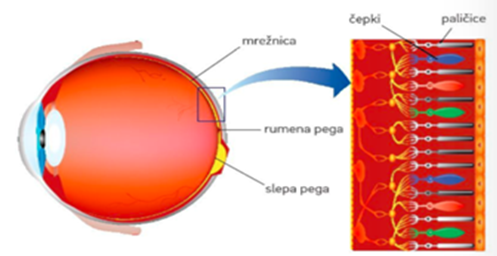 čepki
paličice
mrežnica
rumena pega
slepa pega